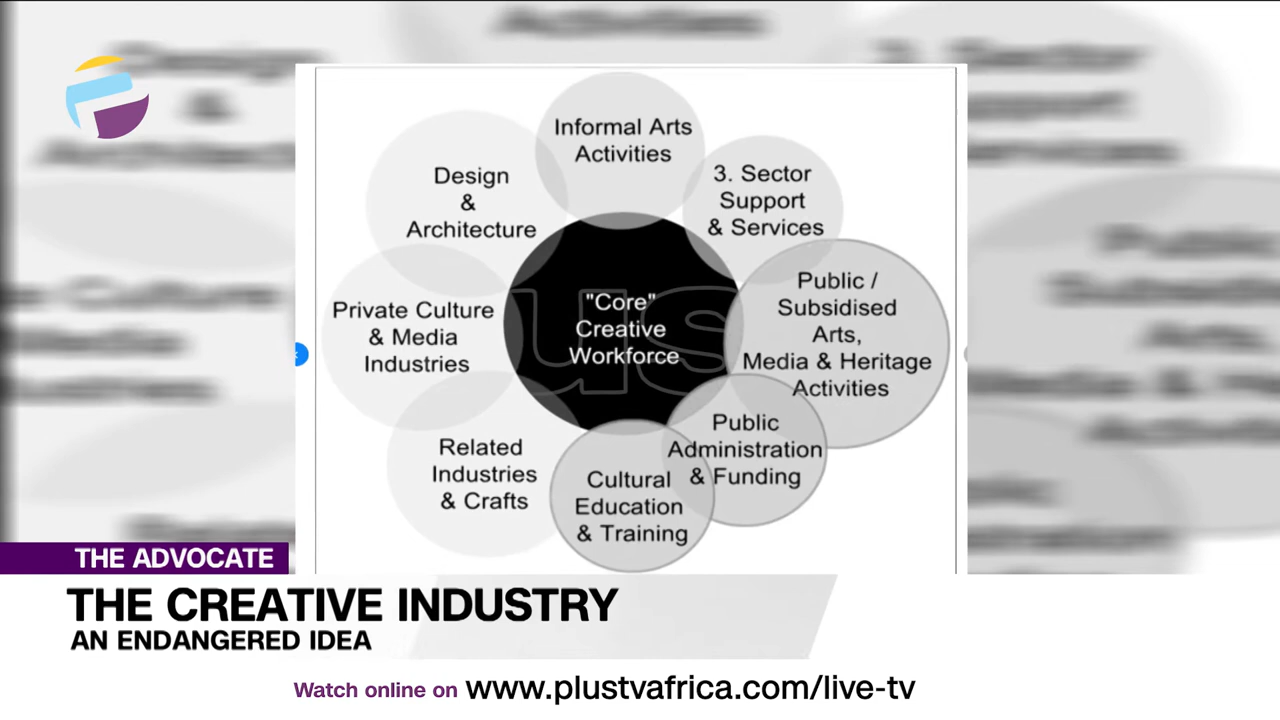 Informal Arts
Activities
Design
&
Architecture
3. Sector
Support
& Services
"Core"
Creative
Workforce
Private Culture
& Media
Industries
Public /
Subsidised
Arts,
Media & Heritage
Activities
Related
Industries
& Crafts
Cultural
Education
& Training
Public
Administration
& Funding
us
THE ADVOCATE
THE CREATIVE INDUSTRY
AN ENDANGERED IDEA
Watch online on www.plustvafrica.com/live-tv